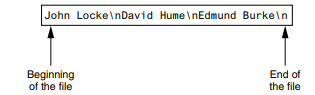 John Locke\nDavid Hume\nEdmund Burke\n
Beginning
of the file
End of
the file